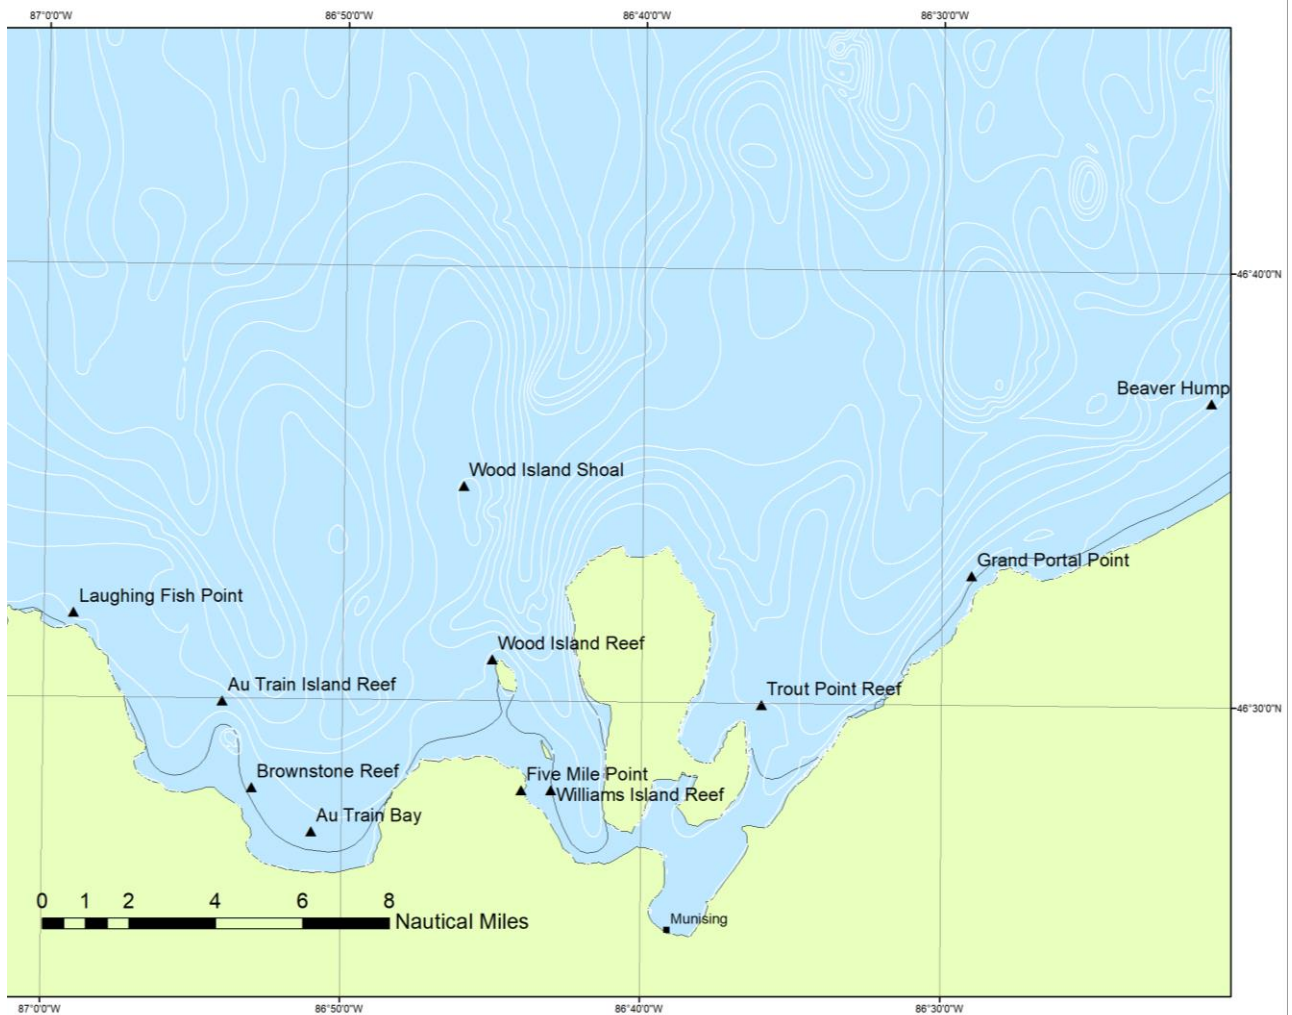 87°0'0"W 86°50'0"W 86°40'0"W 86°30'0"W
46°40'0"N
Beaver Hump
Wood Island Shoal
Grand Portal Point
Laughing Fish Point
Wood Island Reef
Au Train Island Reef
Trout Point Reef
46°30'0"N
Brownstone Reef
Five Mile Point
Williams Island Reef
Au Train Bay
0 1 2 4 6 8
Nautical Miles
Munising
87°0'0"W 86°50'0"W 86°40'0"W 86°30'0"W